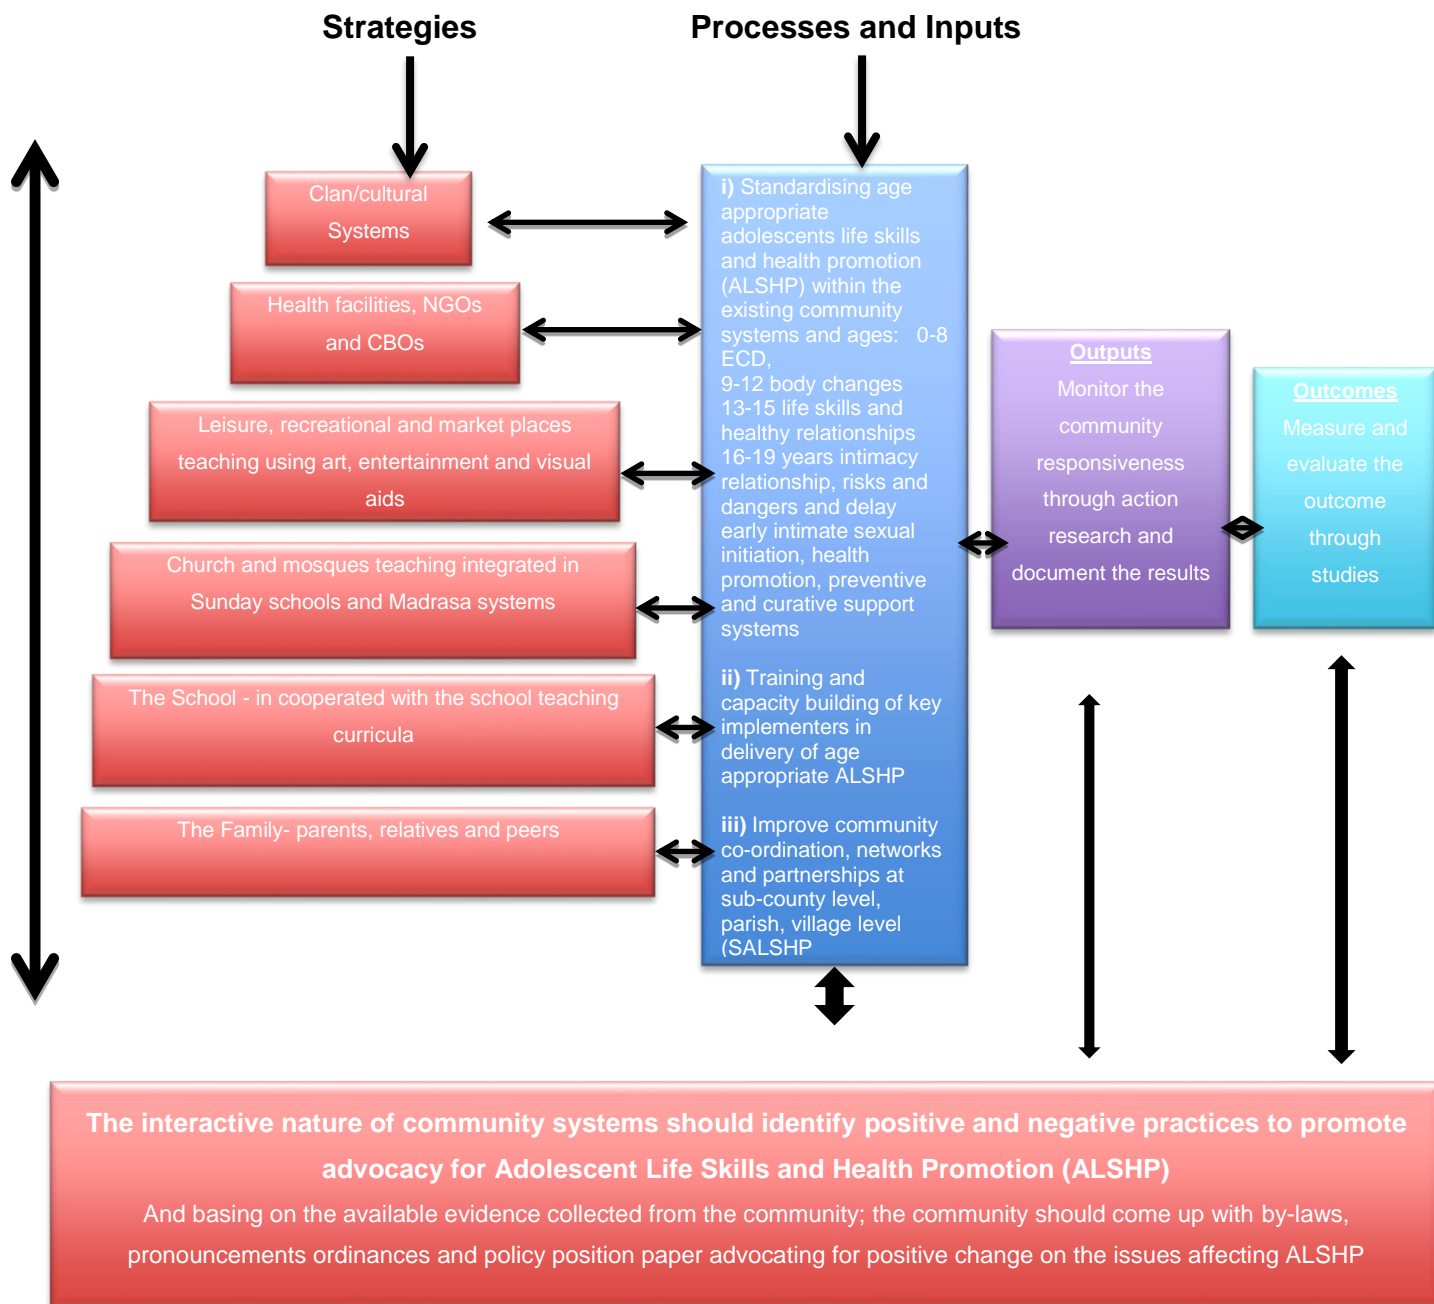 Strategies
Processes and Inputs
Clan/cultural
Systems
Health facilities, NGOs
and CBOs
Leisure, recreational and market places
teaching using art, entertainment and visual
aids
Church and mosques teaching integrated in
Sunday schools and Madrasa systems
The School - in cooperated with the school teaching
curricula
The Family- parents, relatives and peers
i) Standardising age
appropriate
adolescents life skills
and health promotion
(ALSHP) within the
existing community
systems and ages: 0-8
ECD,
9-12 body changes
13-15 life skills and
healthy relationships
16-19 years intimacy
relationship, risks and
dangers and delay
early intimate sexual
initiation, health
promotion, preventive
and curative support
systems
ii) Training and
capacity building of key
implementers in
delivery of age
appropriate ALSHP
iii) Improve community
co-ordination, networks
and partnerships at
sub-county level,
parish, village level
(SALSHP
Outputs
Monitor the
community
responsiveness
through action
research and
document the results
Outcomes
Measure and
evaluate the
outcome
through
studies
The interactive nature of community systems should identify positive and negative practices to promote
advocacy for Adolescent Life Skills and Health Promotion (ALSHP)
And basing on the available evidence collected from the community; the community should come up with by-laws,
pronouncements ordinances and policy position paper advocating for positive change on the issues affecting ALSHP